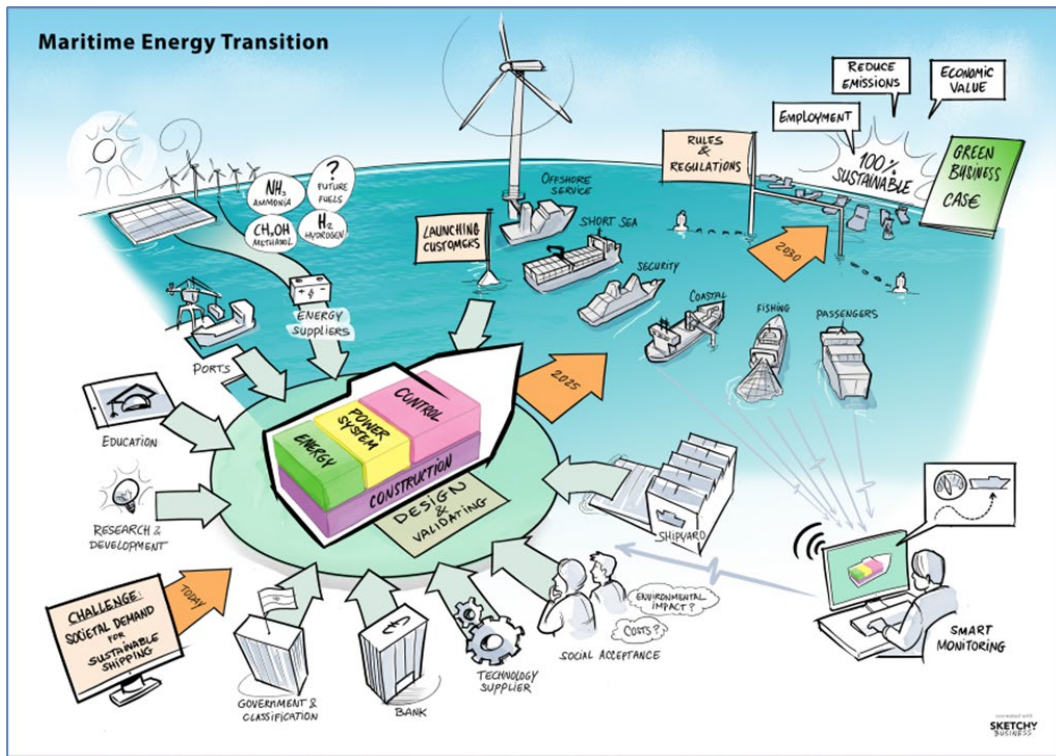 Maritime Energy Transition
REDUCE
EMISSIONS
ECONOMIC
VALUE
EMPLOYMENT
100%
SUSTAINABLE
GREEN
BUSINESS
CASE
RULES
&
REGULATIONS
NH3
AMMONIA
?
FUTURE
FUELS
CH3OH
METHANOL
H2
HYDROGEN
OFFSHORE
SERVICE
LAUNCHING
CUSTOMERS
SHORT SEA
SECURITY
COASTAL
FISHING
PASSENGERS
2030
ENERGY
SUPPLIERS
PORTS
2025
EDUCATION
CONTROL
POWER
SYSTEM
ENERGY
CONSTRUCTION
DESIGN
&
VALIDATING
RESEARCH &
DEVELOPMENT
SHIPYARD
CHALLENGE:
SOCIETAL DEMAND
FOR
SUSTAINABLE
SHIPPING
TODAY
GOVERNMENT &
CLASSIFICATION
BANK
TECHNOLOGY
SUPPLIER
ENVIRONMENTAL
IMPACT?
COSTS?
SOCIAL ACCEPTANCE
SMART
MONITORING
SKETCHY
BUSINESS